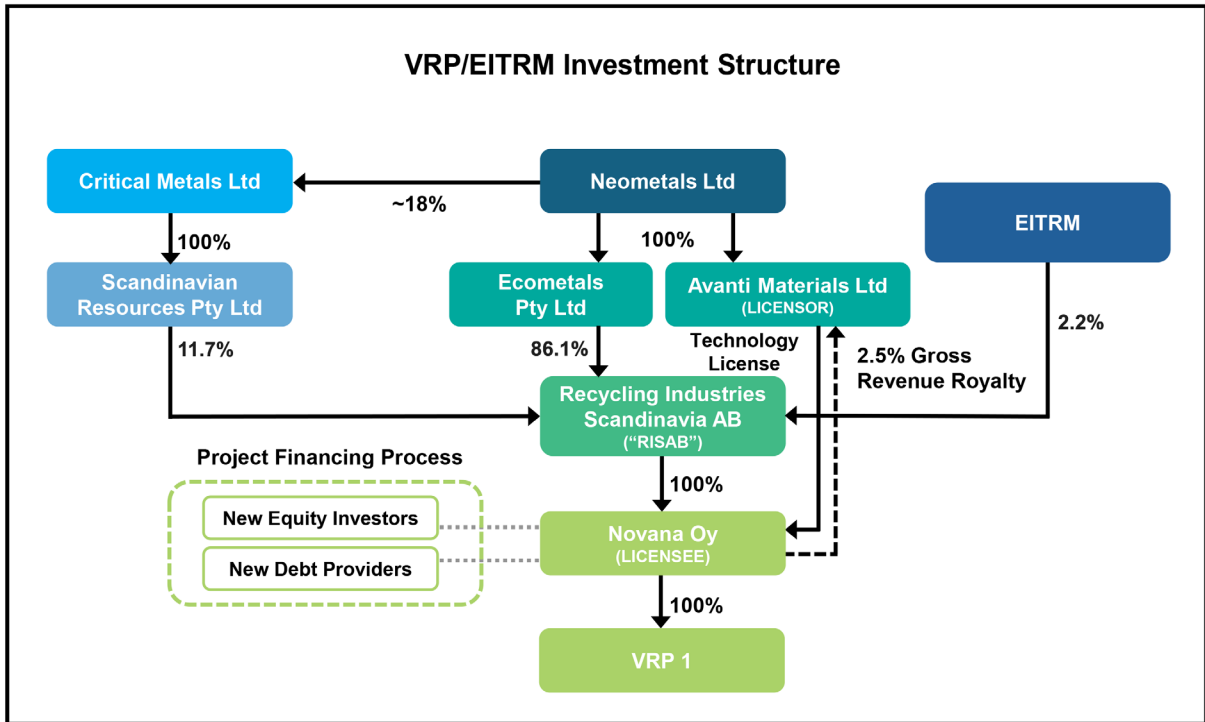 VRP/EITRM Investment Structure
Critical Metals Ltd
Neometals Ltd
~18%
EITRM
100%
100%
Scandinavian
Resources Pty Ltd
Ecometals
Pty Ltd
Avanti Materials Ltd
(LICENSOR)
11.7%
86.1%
Technology
License
2.5% Gross
Revenue Royalty
2.2%
Recycling Industries
Scandinavia AB
(“RISAB”)
Project Financing Process
100%
New Equity Investors
New Debt Providers
Novana Oy
(LICENSEE)
100%
VRP 1